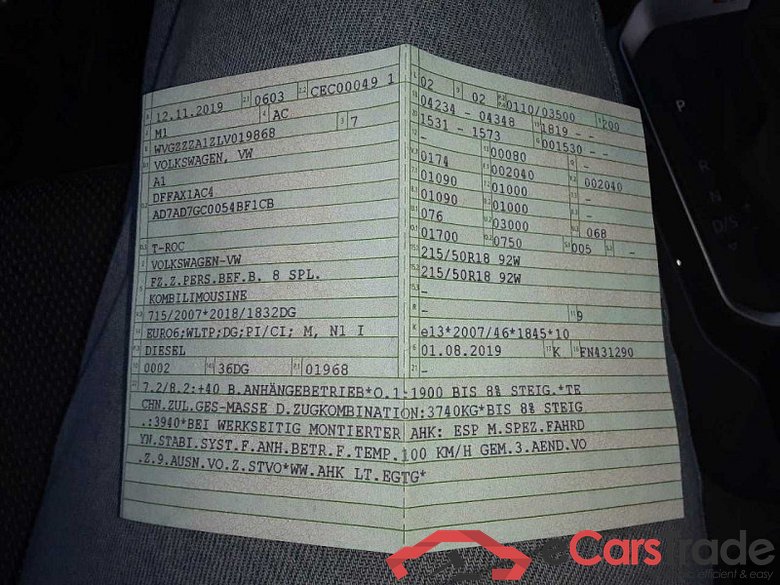 12.11.2019 0603 CEC00049 1
M1 AC 7
WVGZZZA1ZLV019868
VOLKSWAGEN, VW
A1
DFFAX1AC4
AD7AD7GC0054BF1CB
T-ROC
VOLKSWAGEN-VW
FZ.Z.PERS.BEF.B. 8 SPL.
KOMBILIMOUSINE
715/2007*2018/1832DG
EURO6;WLTP;DG;PI/CI; M, N1 I
DIESEL
0002 36DG 01968
02 02 0110/03500 200
04234 - 04348 1819 - -
1531 - 1573 001530 - -
- 00080 -
0174 002040 002040
01090 01000 -
01090 01000 -
076 03000 068
01700 0750 005 -
215/50R18 92W
215/50R18 92W
-
- 9
e13*2007/46*1845*10
01.08.2019 K FN431290
-
7.2/8.2:+40 B.ANHÄNGEBETRIEB*O.1:1900 BIS 8% STEIG.*TE
CHN.ZUL.GES-MASSE D.ZUGKOMBINATION:3740KG*BIS 8% STEIG
.:3940*BEI WERKSEITIG MONTIERTER AHK: ESP M.SPEZ.FAHRD
YN.STABI.SYST.F.ANH.BETR.F.TEMP.100 KM/H GEM.3.AEND.VO
.Z.9.AUSN.VO.Z.STVO*WW.AHK LT.EGTG*
P
R
N
D/S
eCarstrade
efficient & easy